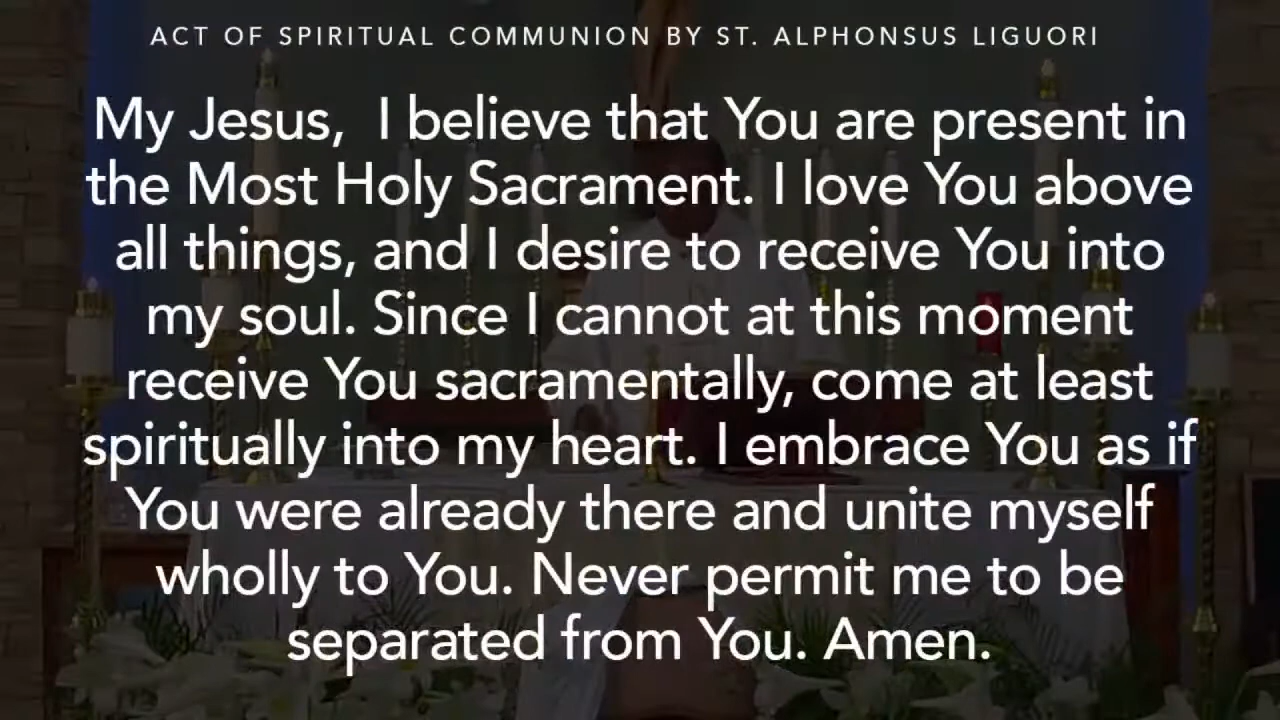 ACT OF SPIRITUAL COMMUNION BY ST. ALPHONSUS LIGUORI
My Jesus,  I believe that You are present in
the Most Holy Sacrament. I love You above
all things, and I desire to receive You into
my soul. Since I cannot at this moment
receive You sacramentally, come at least
spiritually into my heart. I embrace You as if
You were already there and unite myself
wholly to You. Never permit me to be
separated from You. Amen.